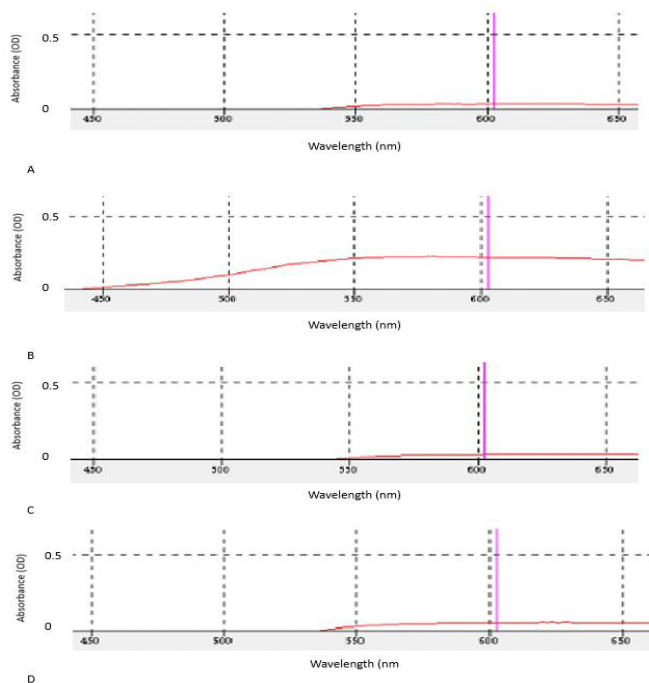 Absorbance (OD)
0.5
0
450 500 550 600 650
Wavelength (nm)
A
Absorbance (OD)
0.5
0
450 500 550 600 650
Wavelength (nm)
B
Absorbance (OD)
0.5
0
450 500 550 600 650
Wavelength (nm)
C
Absorbance (OD)
0.5
0
450 500 550 600 650
Wavelength (nm
D